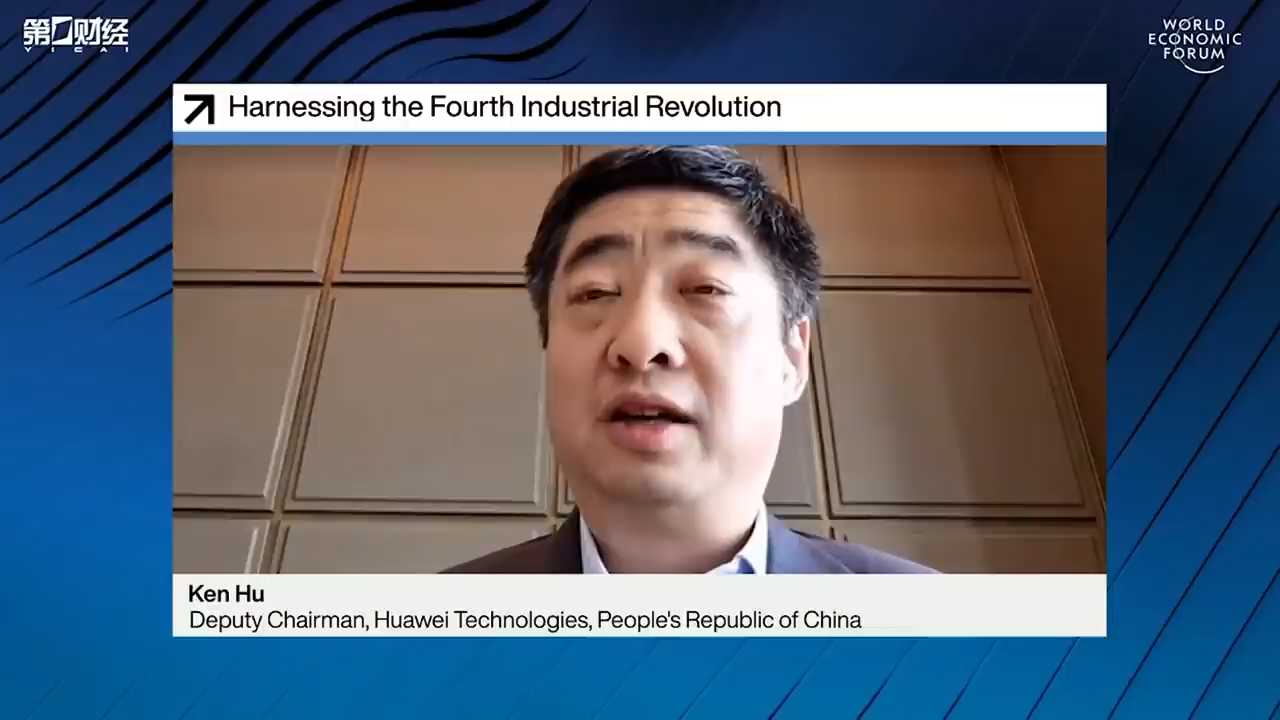 第一财经
YICAI
WORLD
ECONOMIC
FORUM
Harnessing the Fourth Industrial Revolution
Ken Hu
Deputy Chairman, Huawei Technologies, People's Republic of China